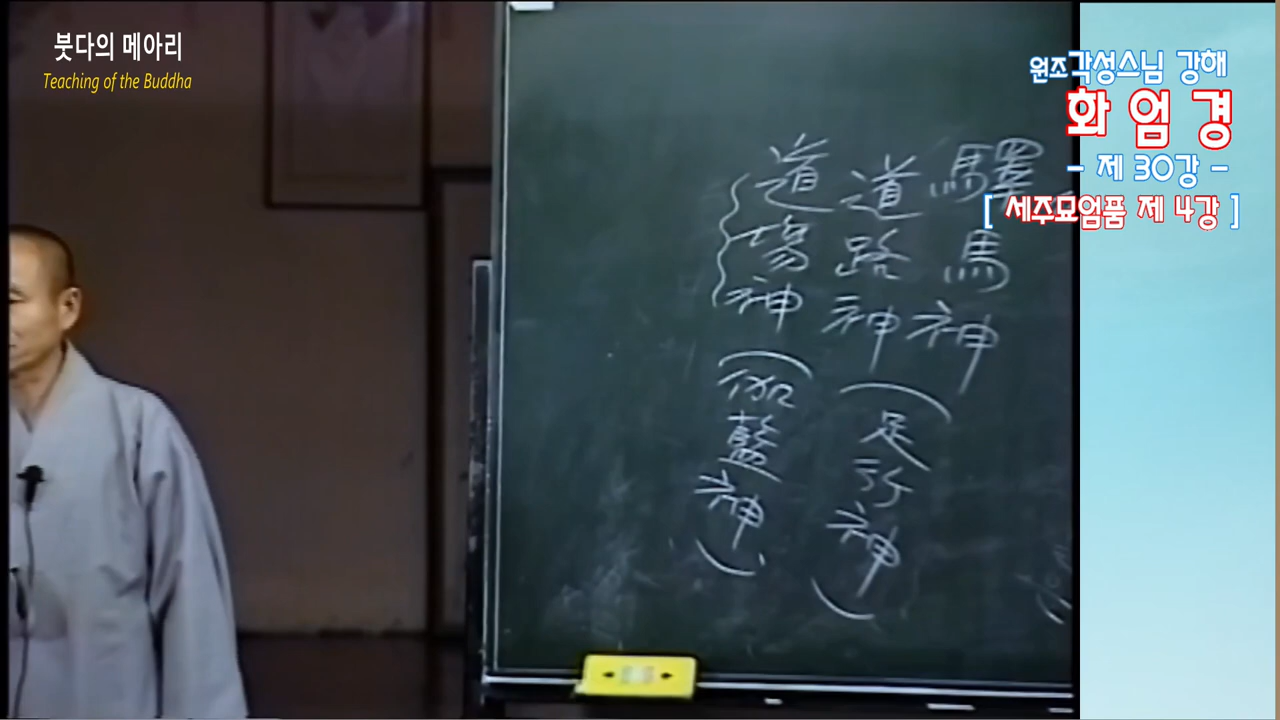 붓다의 메아리
Teaching of the Buddha
원조각성스님 강해
화엄경
- 제 30강 -
[ 세주묘엄품 제 4강 ]
驛馬神
道路神
(足行神)
道場神
(伽藍神)